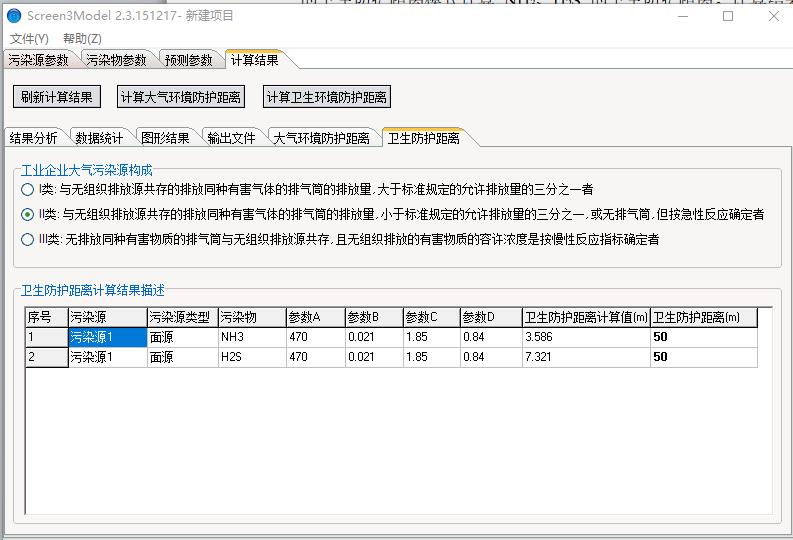 Screen3Model 2.3.151217- 新建项目
文件(Y) 帮助(Z)
污染源参数 污染物参数 预测参数 计算结果
刷新计算结果 计算大气环境防护距离 计算卫生环境防护距离
结果分析 数据统计 图形结果 输出文件 大气环境防护距离 卫生防护距离
工业企业大气污染源构成
I类: 与无组织排放源共存的排放同种有害气体的排气筒的排放量, 大于标准规定的允许排放量的三分之一者
II类: 与无组织排放源共存的排放同种有害气体的排气筒的排放量, 小于标准规定的允许排放量的三分之一, 或无排气筒, 但按急性反应确定者
III类: 无排放同种有害物质的排气筒与无组织排放源共存, 且无组织排放的有害物质的容许浓度是按慢性反应指标确定者
卫生防护距离计算结果描述
序号 污染源 污染源类型 污染物 参数A 参数B 参数C 参数D 卫生防护距离计算值(m) 卫生防护距离(m)
1 污染源1 面源 NH3 470 0.021 1.85 0.84 3.586 50
2 污染源1 面源 H2S 470 0.021 1.85 0.84 7.321 50